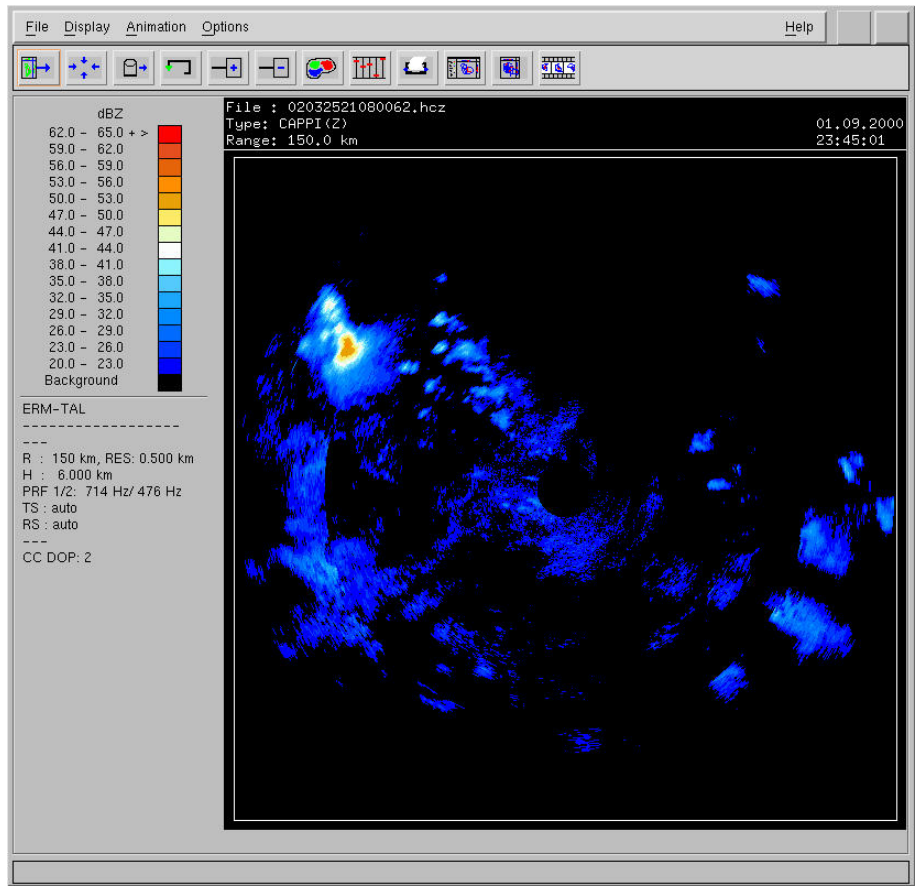 File Display Animation Options Help
dBZ
62.0 – 65.0 + >
59.0 – 62.0
56.0 – 59.0
53.0 – 56.0
50.0 – 53.0
47.0 – 50.0
44.0 – 47.0
41.0 – 44.0
38.0 – 41.0
35.0 – 38.0
32.0 – 35.0
29.0 – 32.0
26.0 – 29.0
23.0 – 26.0
20.0 – 23.0
Background
ERM–TAL
------------------
---
R : 150 km, RES: 0.500 km
H : 6.000 km
PRF 1/2: 714 Hz/ 476 Hz
TS : auto
RS : auto
---
CC DOP: 2
File : 02032521080062.hcz
Type: CAPPI(Z) 01.09.2000
Range: 150.0 km 23:45:01